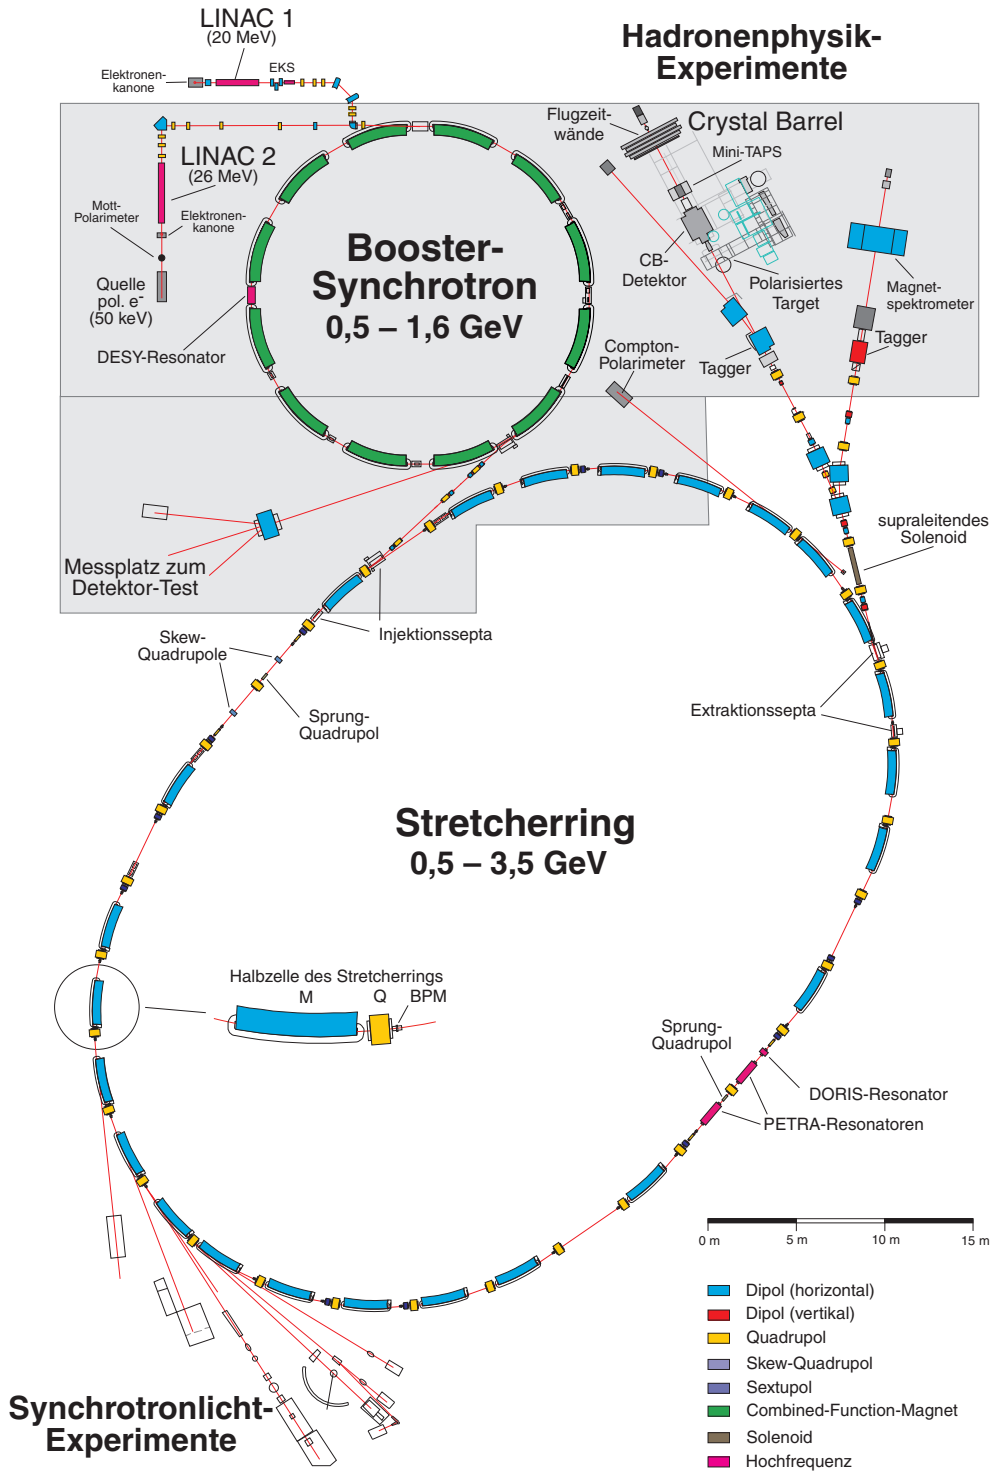 LINAC 1
(20 MeV)
Elektronen-
kanone
EKS
Hadronenphysik-
Experimente
Flugzeit-
wände
Crystal Barrel
Mini-TAPS
LINAC 2
(26 MeV)
Mott-
Polarimeter
Elektronen-
kanone
Quelle
pol. e-
(50 keV)
DESY-Resonator
Booster-
Synchrotron
0,5 – 1,6 GeV
CB-
Detektor
Polarisiertes
Target
Magnet-
spektrometer
Tagger
Tagger
Compton-
Polarimeter
supraleitendes
Solenoid
Messplatz zum
Detektor-Test
Injektionssepta
Skew-
Quadrupole
Sprung-
Quadrupol
Extraktionssepta
Stretcherring
0,5 – 3,5 GeV
Halbzelle des Stretcherrings
M
Q
BPM
Sprung-
Quadrupol
DORIS-Resonator
PETRA-Resonatoren
0 m
5 m
10 m
15 m
Dipol (horizontal)
Dipol (vertikal)
Quadrupol
Skew-Quadrupol
Sextupol
Combined-Function-Magnet
Solenoid
Hochfrequenz
Synchrotronlicht-
Experimente